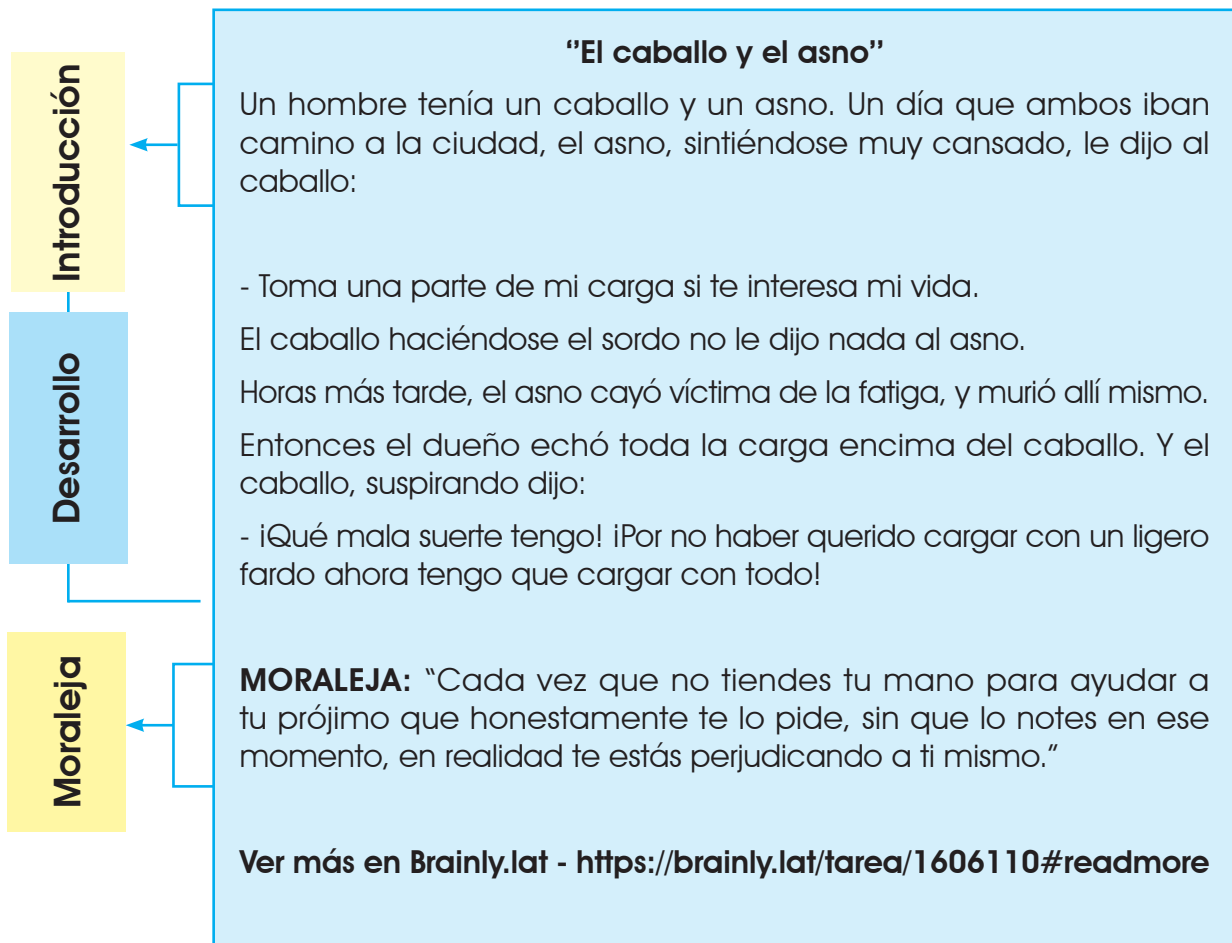 Introducción
Desarrollo
Moraleja
‘‘El caballo y el asno’’
Un hombre tenía un caballo y un asno. Un día que ambos iban
camino a la ciudad, el asno, sintiéndose muy cansado, le dijo al
caballo:
- Toma una parte de mi carga si te interesa mi vida.
El caballo haciéndose el sordo no le dijo nada al asno.
Horas más tarde, el asno cayó víctima de la fatiga, y murió allí mismo.
Entonces el dueño echó toda la carga encima del caballo. Y el
caballo, suspirando dijo:
- ¡Qué mala suerte tengo! ¡Por no haber querido cargar con un ligero
fardo ahora tengo que cargar con todo!
MORALEJA: “Cada vez que no tiendes tu mano para ayudar a
tu prójimo que honestamente te lo pide, sin que lo notes en ese
momento, en realidad te estás perjudicando a ti mismo.”
Ver más en Brainly.lat - https://brainly.lat/tarea/1606110#readmore